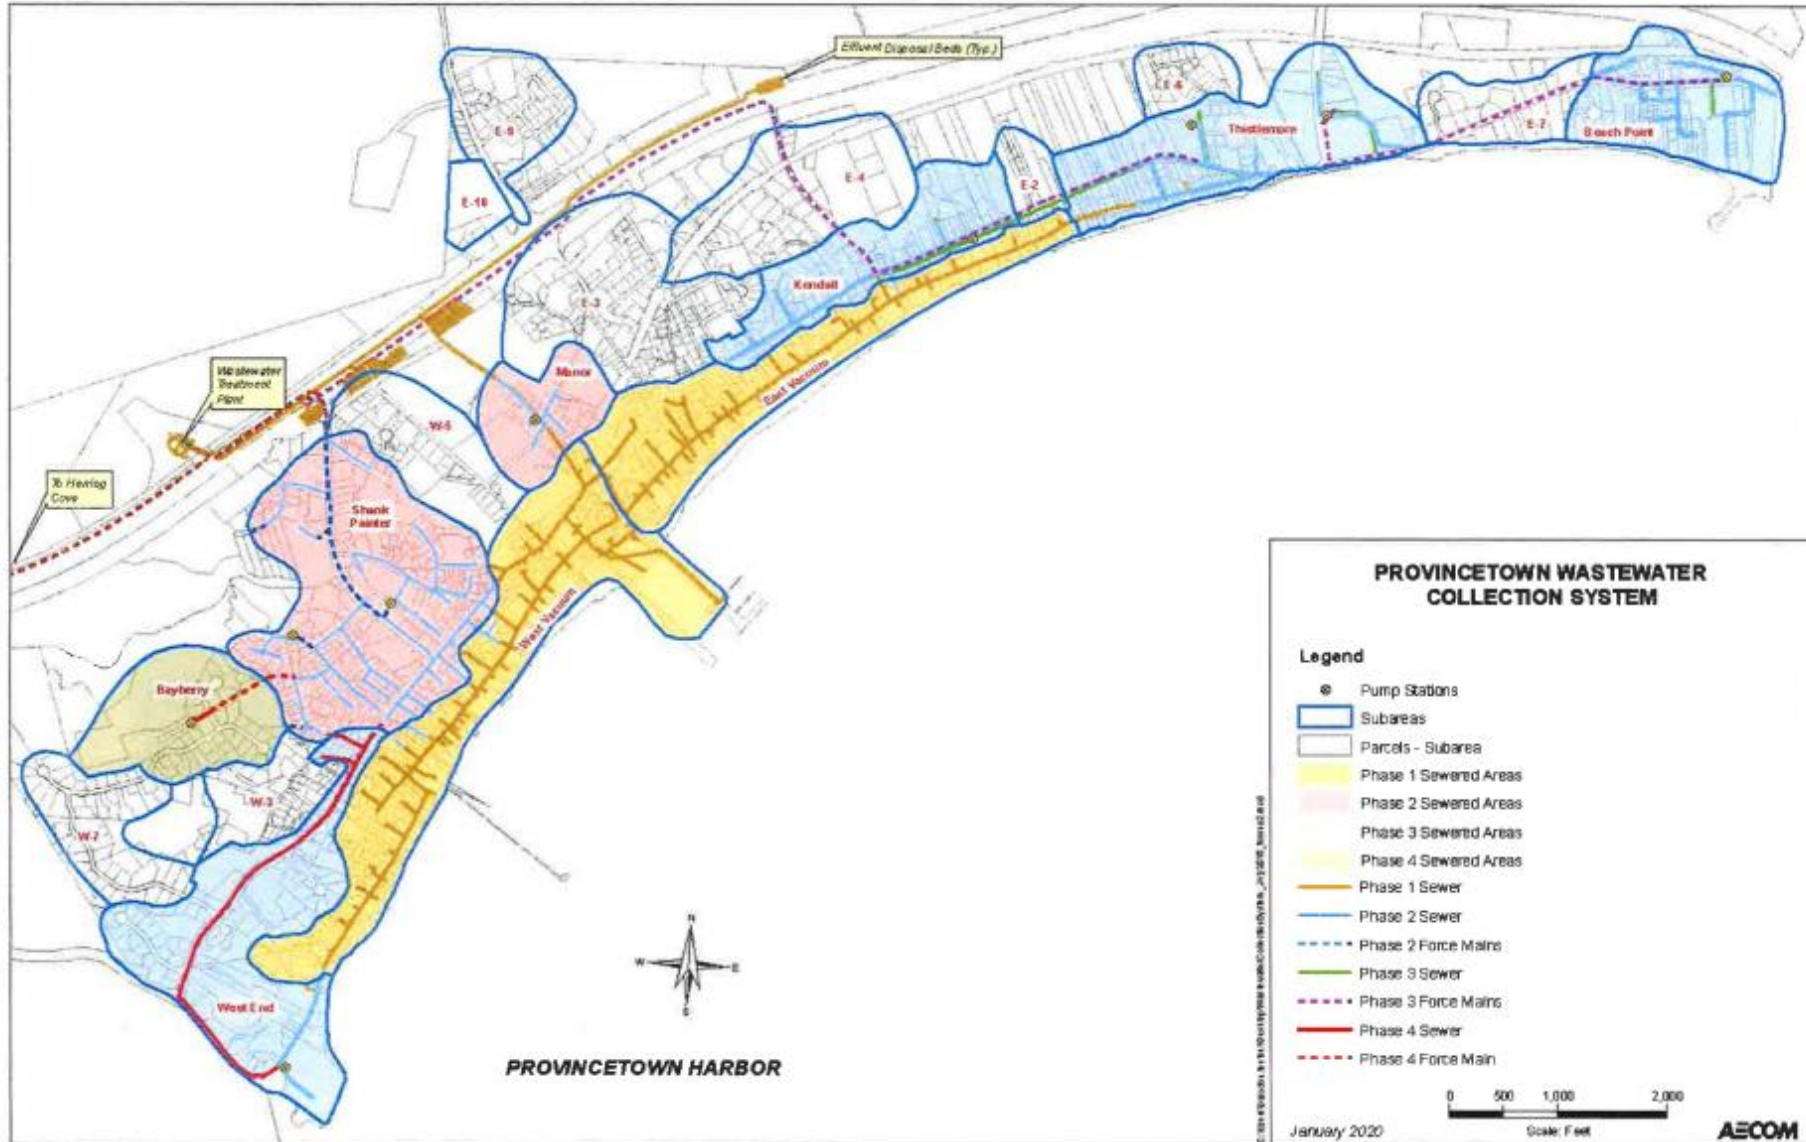 Effluent Disposal Beds (Typ.)
E-9
E-10
E-6
Thistlemore
E-7
Beach Point
E-4
E-2
Kendall
E-3
Manor
East Vacuum
Wastewater
Treatment
Plant
W-5
To Herring
Cove
Shank
Painter
West Vacuum
Bayberry
W-3
W-2
West End
N
W
E
S
PROVINCETOWN HARBOR
PROVINCETOWN WASTEWATER
COLLECTION SYSTEM
Legend
Pump Stations
Subareas
Parcels - Subarea
Phase 1 Sewered Areas
Phase 2 Sewered Areas
Phase 3 Sewered Areas
Phase 4 Sewered Areas
Phase 1 Sewer
Phase 2 Sewer
Phase 2 Force Mains
Phase 3 Sewer
Phase 3 Force Mains
Phase 4 Sewer
Phase 4 Force Main
0 500 1,000 2,000
Scale: Feet
January 2020
AECOM